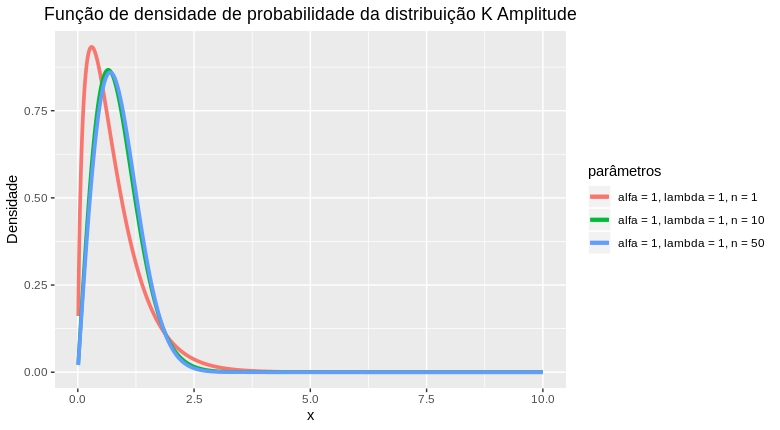 Função de densidade de probabilidade da distribuição K Amplitude
Densidade
0.75
0.50
0.25
0.00
0.0 2.5 5.0 7.5 10.0
x
parâmetros
alfa = 1, lambda = 1, n = 1
alfa = 1, lambda = 1, n = 10
alfa = 1, lambda = 1, n = 50